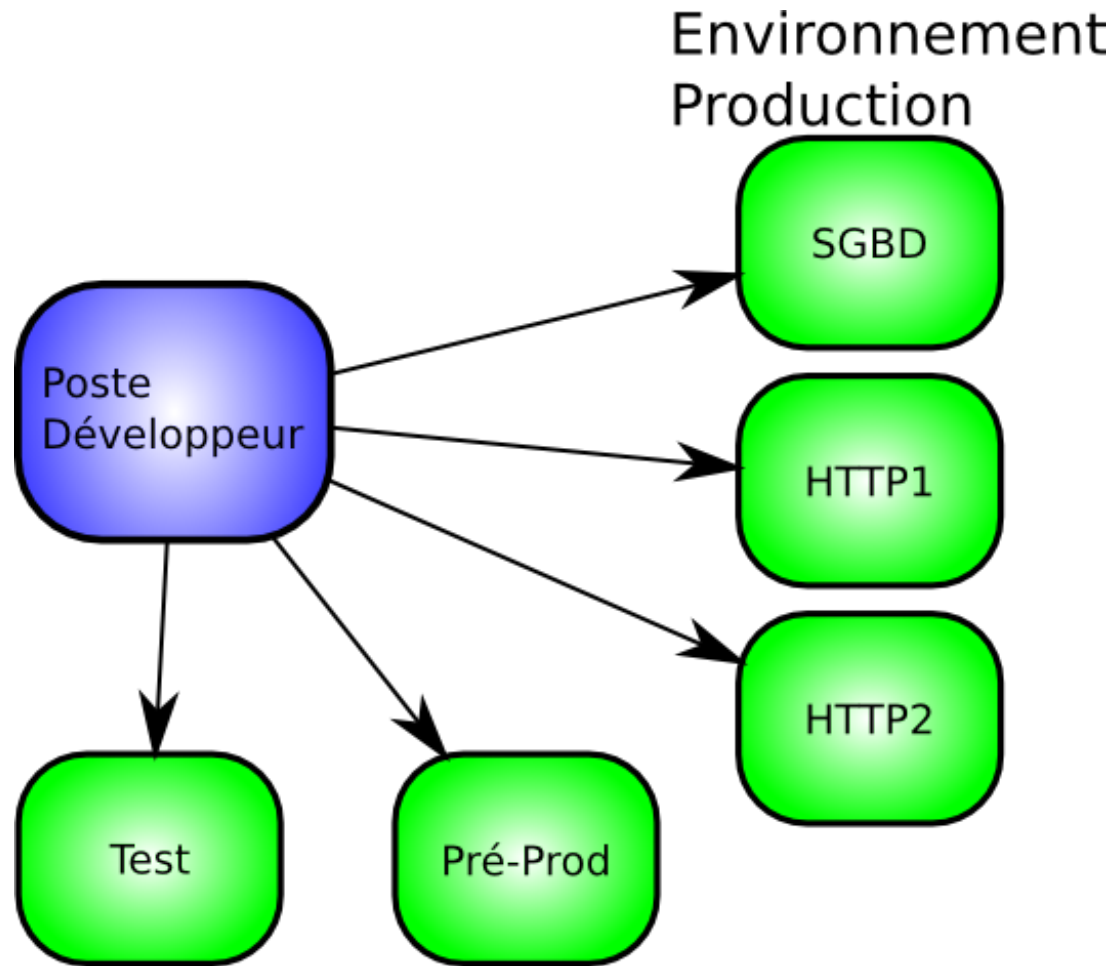 Environnement
Production
SGBD
Poste
Développeur
HTTP1
HTTP2
Test
Pré-Prod